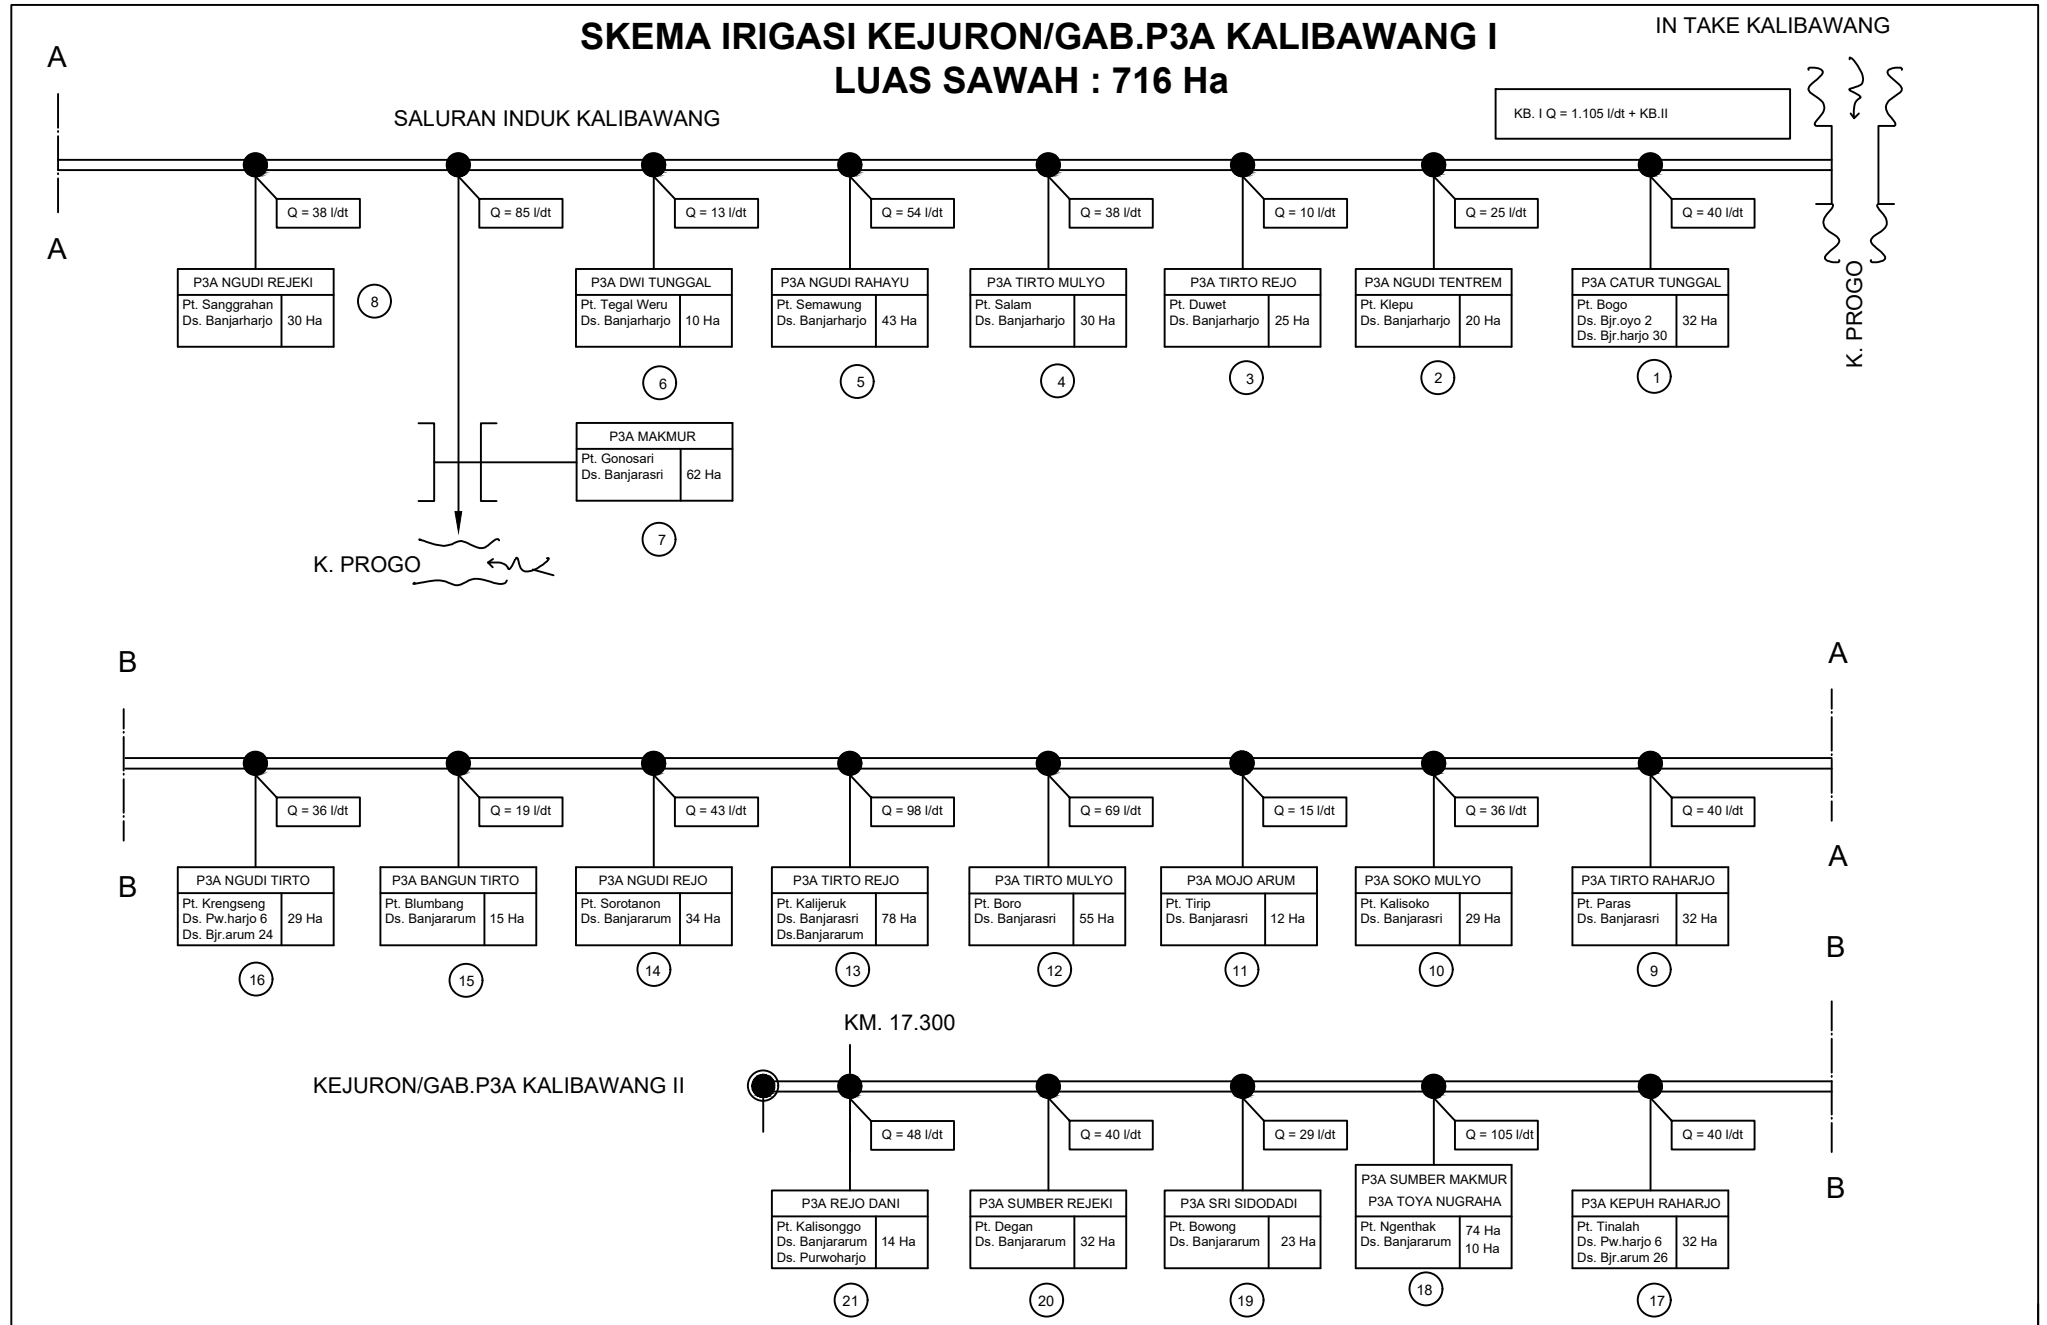 SKEMA IRIGASI KEJURON/GAB.P3A KALIBAWANG I
LUAS SAWAH : 716 Ha
IN TAKE KALIBAWANG
A
SALURAN INDUK KALIBAWANG
KB. I Q = 1.105 l/dt + KB.II
Q = 38 l/dt
Q = 85 l/dt
Q = 13 l/dt
Q = 54 l/dt
Q = 38 l/dt
Q = 10 l/dt
Q = 25 l/dt
Q = 40 l/dt
A
K. PROGO
P3A NGUDI REJEKI
Pt. Sanggrahan
Ds. Banjarharjo
30 Ha
8
P3A DWI TUNGGAL
Pt. Tegal Weru
Ds. Banjarharjo
10 Ha
6
P3A NGUDI RAHAYU
Pt. Semawung
Ds. Banjarharjo
43 Ha
5
P3A TIRTO MULYO
Pt. Salam
Ds. Banjarharjo
30 Ha
4
P3A TIRTO REJO
Pt. Duwet
Ds. Banjarharjo
25 Ha
3
P3A NGUDI TENTREM
Pt. Klepu
Ds. Banjarharjo
20 Ha
2
P3A CATUR TUNGGAL
Pt. Bogo
Ds. Bjr.oyo 2
Ds. Bjr.harjo 30
32 Ha
1
P3A MAKMUR
Pt. Gonosari
Ds. Banjarasri
62 Ha
7
K. PROGO
B
A
Q = 36 l/dt
Q = 19 l/dt
Q = 43 l/dt
Q = 98 l/dt
Q = 69 l/dt
Q = 15 l/dt
Q = 36 l/dt
Q = 40 l/dt
B
A
P3A NGUDI TIRTO
Pt. Krengseng
Ds. Pw.harjo 6
Ds. Bjr.arum 24
29 Ha
16
P3A BANGUN TIRTO
Pt. Blumbang
Ds. Banjararum
15 Ha
15
P3A NGUDI REJO
Pt. Sorotanon
Ds. Banjararum
34 Ha
14
P3A TIRTO REJO
Pt. Kalijeruk
Ds. Banjarasri
Ds.Banjararum
78 Ha
13
P3A TIRTO MULYO
Pt. Boro
Ds. Banjarasri
55 Ha
12
P3A MOJO ARUM
Pt. Tirip
Ds. Banjarasri
12 Ha
11
P3A SOKO MULYO
Pt. Kalisoko
Ds. Banjarasri
29 Ha
10
P3A TIRTO RAHARJO
Pt. Paras
Ds. Banjarasri
32 Ha
9
B
KM. 17.300
KEJURON/GAB.P3A KALIBAWANG II
Q = 48 l/dt
Q = 40 l/dt
Q = 29 l/dt
Q = 105 l/dt
Q = 40 l/dt
B
P3A REJO DANI
Pt. Kalisonggo
Ds. Banjararum
Ds. Purwoharjo
14 Ha
21
P3A SUMBER REJEKI
Pt. Degan
Ds. Banjararum
32 Ha
20
P3A SRI SIDODADI
Pt. Bowong
Ds. Banjararum
23 Ha
19
P3A SUMBER MAKMUR
P3A TOYA NUGRAHA
Pt. Ngenthak
Ds. Banjararum
74 Ha
10 Ha
18
P3A KEPUH RAHARJO
Pt. Tinalah
Ds. Pw.harjo 6
Ds. Bjr.arum 26
32 Ha
17